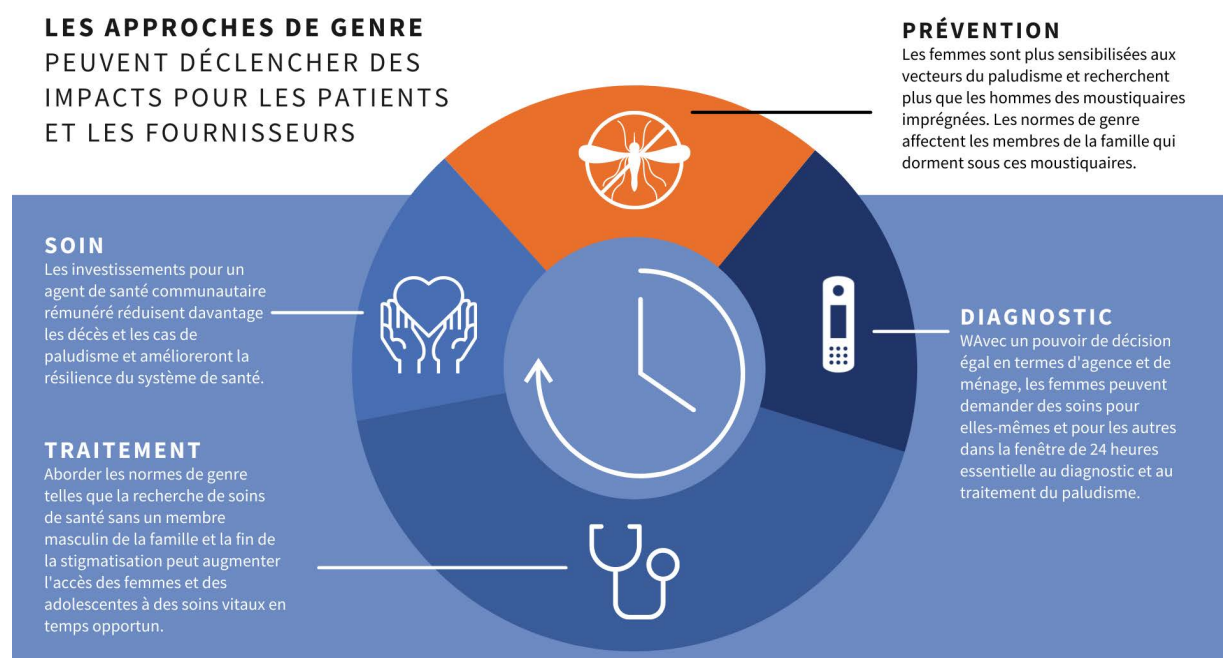 LES APPROCHES DE GENRE
PEUVENT DÉCLENCHER DES
IMPACTS POUR LES PATIENTS
ET LES FOURNISSEURS
PRÉVENTION
Les femmes sont plus sensibilisées aux
vecteurs du paludisme et recherchent
plus que les hommes des moustiquaires
imprégnées. Les normes de genre
affectent les membres de la famille qui
dorment sous ces moustiquaires.
SOIN
Les investissements pour un
agent de santé communautaire
rémunéré réduisent davantage
les décès et les cas de
paludisme et amélioreront la
résilience du système de santé.
DIAGNOSTIC
WAvec un pouvoir de décision
égal en termes d'agence et de
ménage, les femmes peuvent
demander des soins pour
elles-mêmes et pour les autres
dans la fenêtre de 24 heures
essentielle au diagnostic et au
traitement du paludisme.
TRAITEMENT
Aborder les normes de genre
telles que la recherche de soins
de santé sans un membre
masculin de la famille et la fin de
la stigmatisation peut augmenter
l'accès des femmes et des
adolescentes à des soins vitaux en
temps opportun.